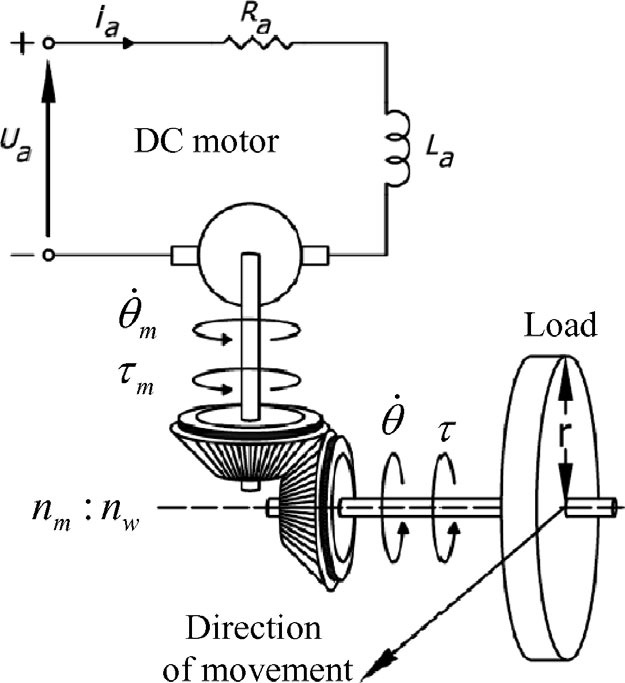 i_a
R_a
+
U_a
DC motor
L_a
−
θ̇_m
Load
τ_m
r
θ̇ τ
n_m : n_w
Direction
of movement